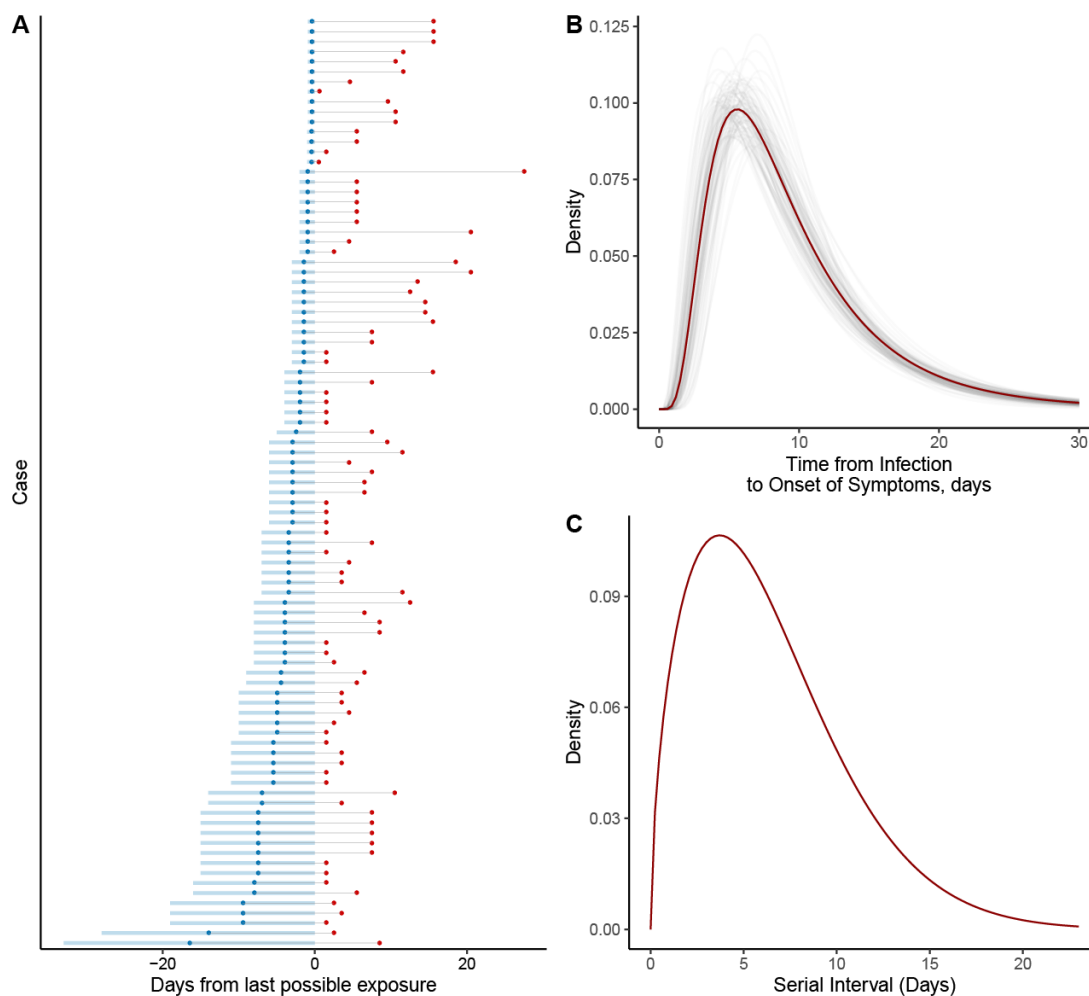 A
Case
−20
0
20
Days from last possible exposure
B
Density
0.125
0.100
0.075
0.050
0.025
0.000
0
10
20
30
Time from Infection
to Onset of Symptoms, days
C
Density
0.09
0.06
0.03
0.00
0
5
10
15
20
Serial Interval (Days)